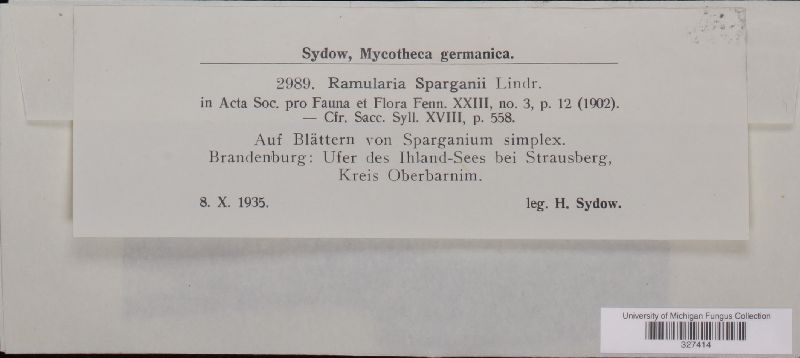 Sydow, Mycotheca germanica.
2989. Ramularia Sparganii Lindr.
in Acta Soc. pro Fauna et Flora Fenn. XXIII, no. 3, p. 12 (1902).
— Cfr. Sacc. Syll. XVIII, p. 558.
Auf Blättern von Sparganium simplex.
Brandenburg: Ufer des Ihland-Sees bei Strausberg,
Kreis Oberbarnim.
8. X. 1935. leg. H. Sydow.
University of Michigan Fungus Collection
327414